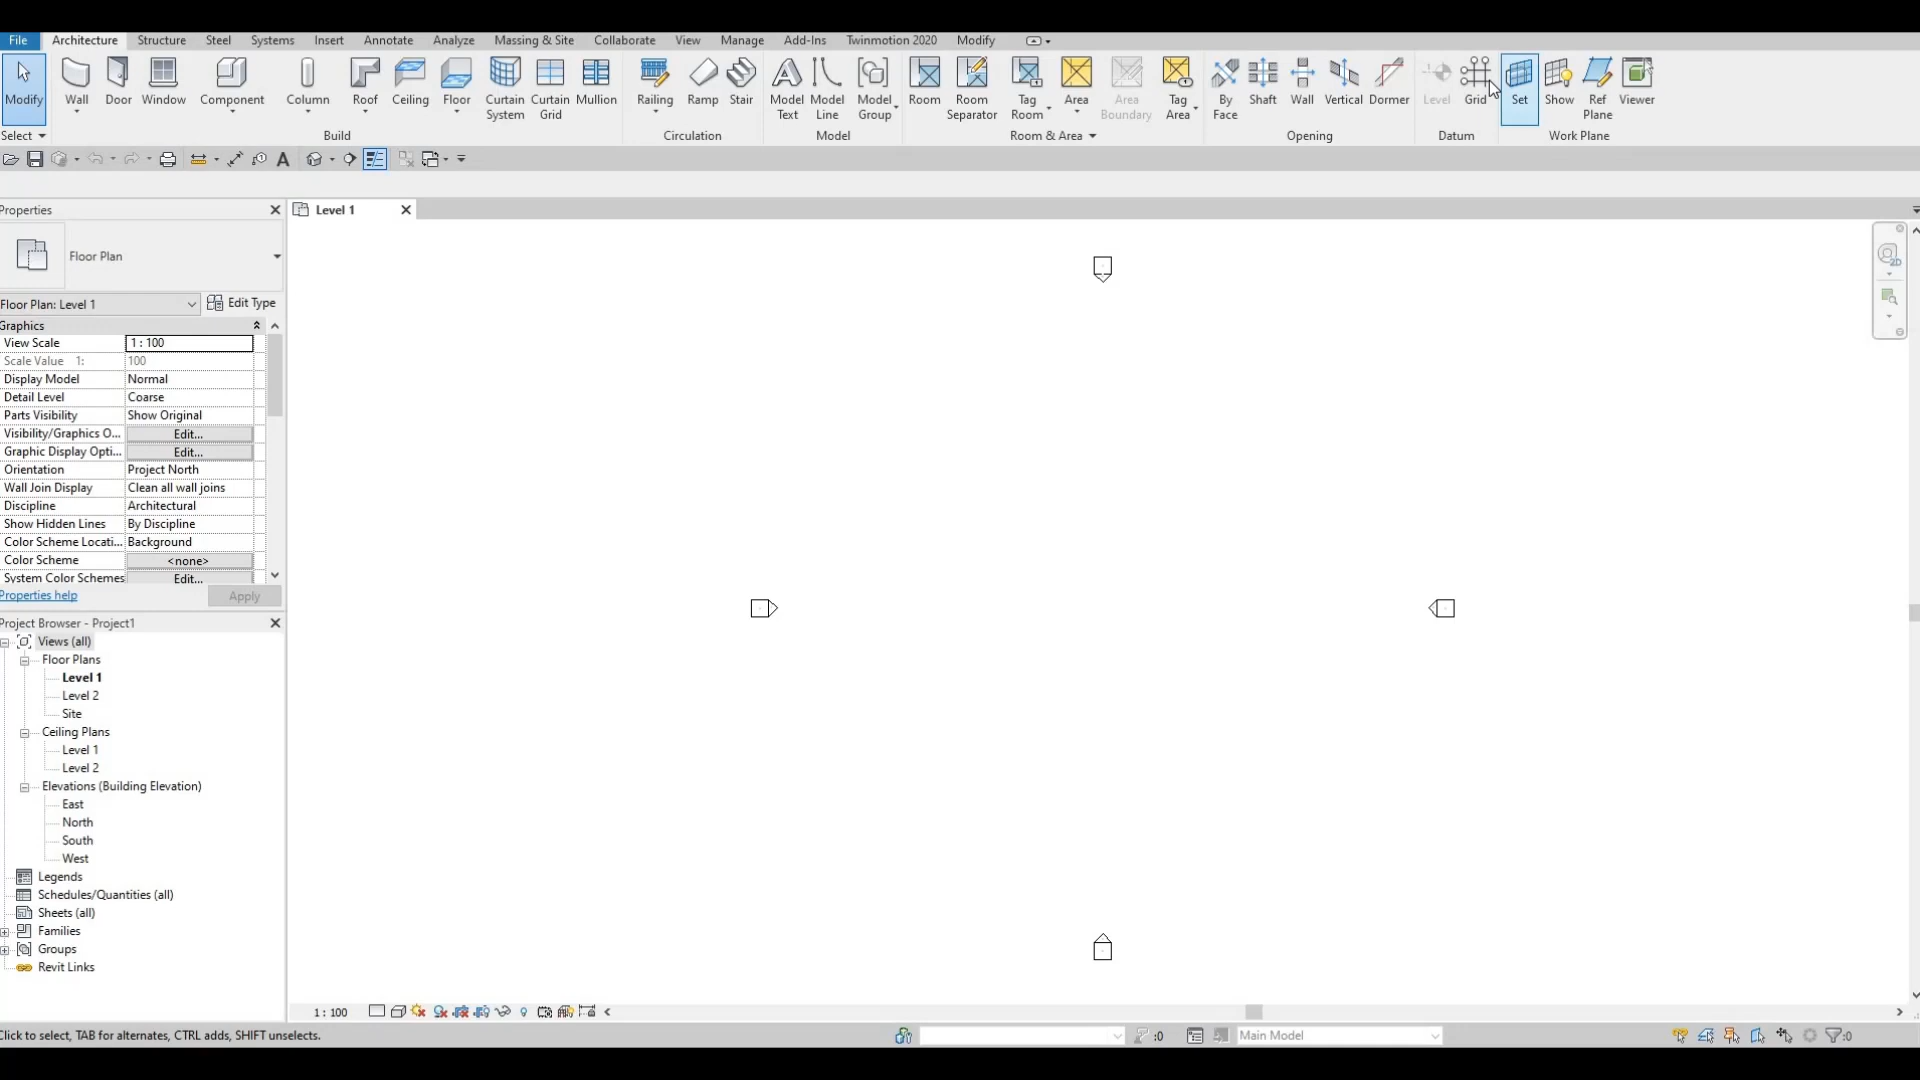 File Architecture Structure Steel Systems Insert Annotate Analyze Massing & Site Collaborate View Manage Add-Ins Twinmotion 2020 Modify
Modify Wall Door Window Component Column Roof Ceiling Floor Curtain System Curtain Grid Mullion Railing Ramp Stair Model Text Model Line Model Group Room Room Separator Tag Room Area Area Boundary Tag Area By Face Shaft Wall Vertical Dormer Level Grid Set Show Ref Plane Viewer
Select Build Circulation Model Room & Area Opening Datum Work Plane
Properties
Level 1
Floor Plan
Floor Plan: Level 1 Edit Type
Graphics
View Scale 1 : 100
Scale Value 1: 100
Display Model Normal
Detail Level Coarse
Parts Visibility Show Original
Visibility/Graphics O... Edit...
Graphic Display Opti... Edit...
Orientation Project North
Wall Join Display Clean all wall joins
Discipline Architectural
Show Hidden Lines By Discipline
Color Scheme Locati... Background
Color Scheme <none>
System Color Schemes Edit...
Properties help Apply
Project Browser - Project1
Views (all)
Floor Plans
Level 1
Level 2
Site
Ceiling Plans
Level 1
Level 2
Elevations (Building Elevation)
East
North
South
West
Legends
Schedules/Quantities (all)
Sheets (all)
Families
Groups
Revit Links
1 : 100
Click to select, TAB for alternates, CTRL adds, SHIFT unselects. :0 Main Model :0
2D